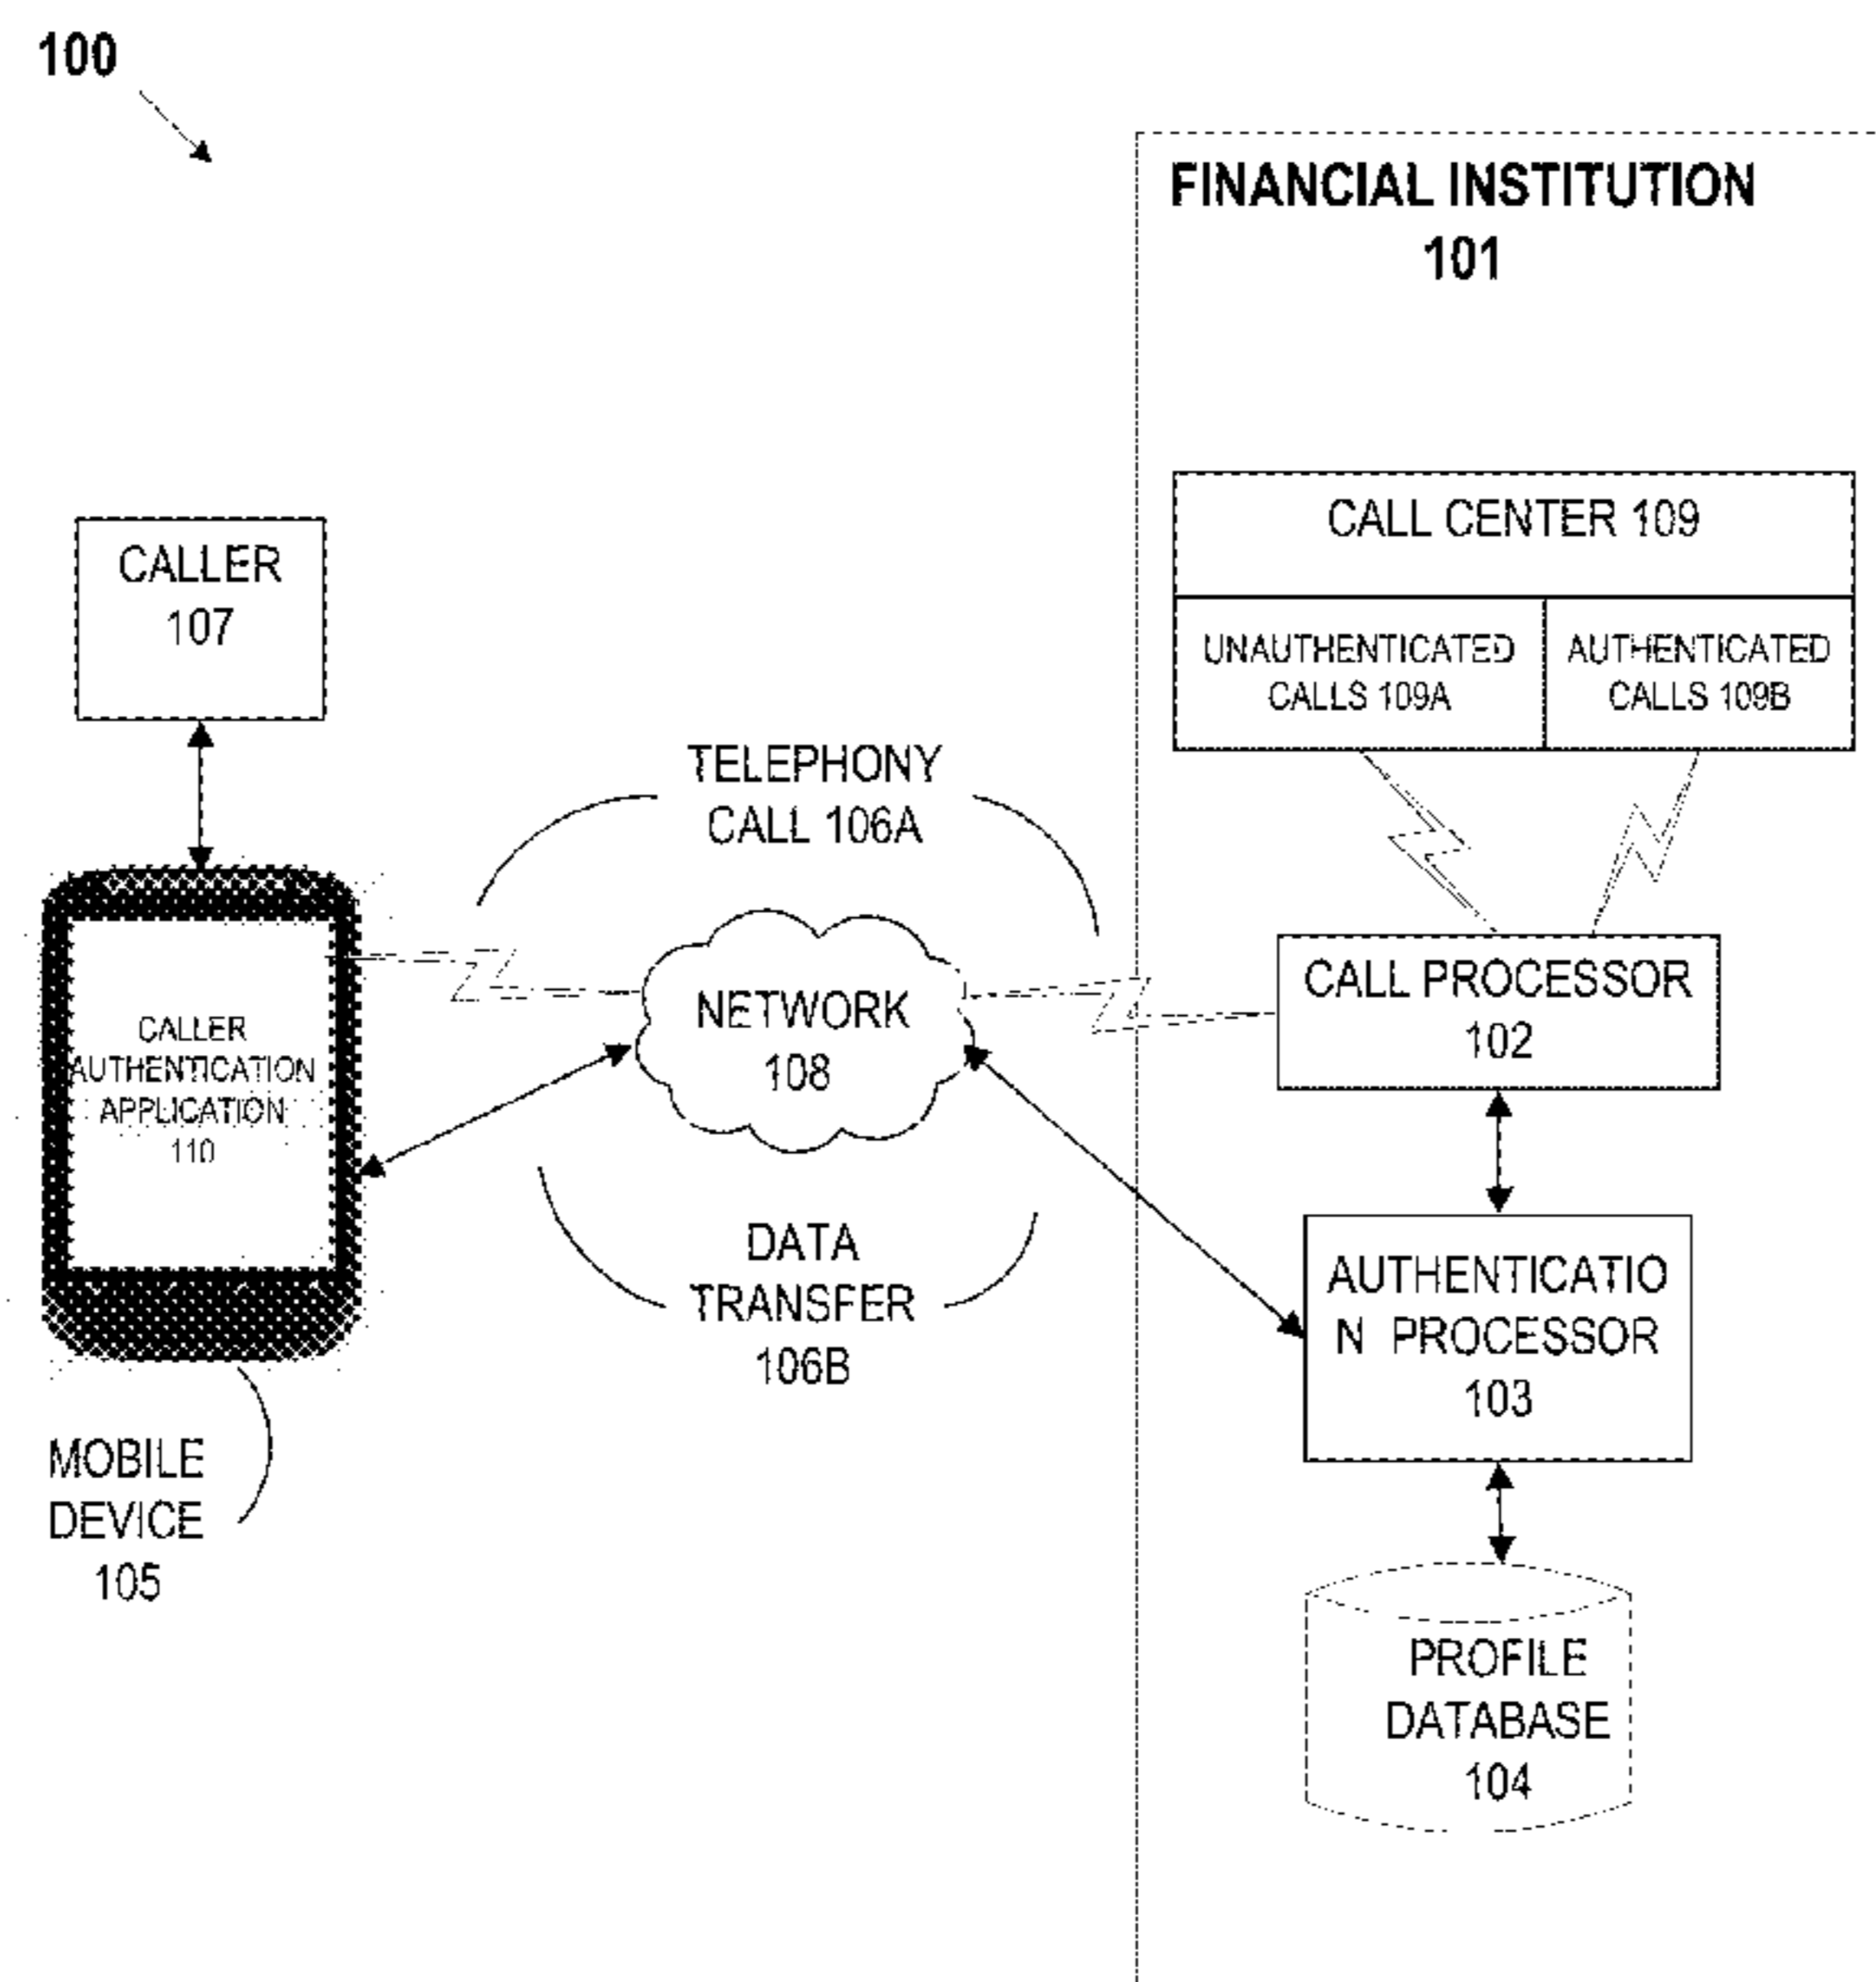 100
FINANCIAL INSTITUTION
101
CALL CENTER 109
UNAUTHENTICATED
CALLS 109A
AUTHENTICATED
CALLS 109B
CALLER
107
TELEPHONY
CALL 106A
CALL PROCESSOR
102
NETWORK
108
CALLER
AUTHENTICATION
APPLICATION
110
DATA
TRANSFER
106B
AUTHENTICATIO
N PROCESSOR
103
MOBILE
DEVICE
105
PROFILE
DATABASE
104